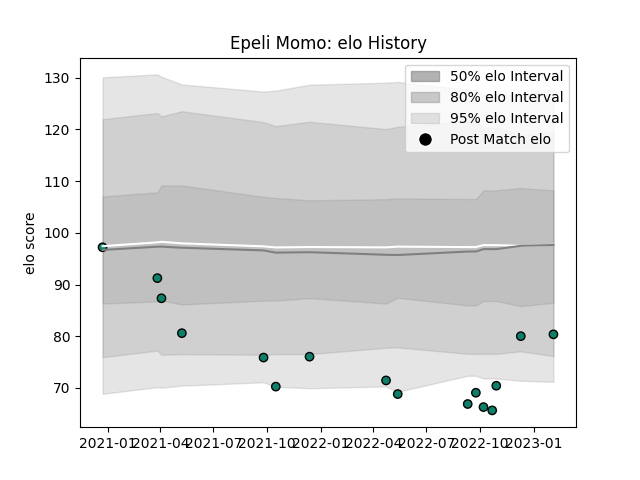 Epeli Momo: elo History
50% elo Interval
80% elo Interval
95% elo Interval
Post Match elo
elo score
130
120
110
100
90
80
70
2021-01 2021-04 2021-07 2021-10 2022-01 2022-04 2022-07 2022-10 2023-01